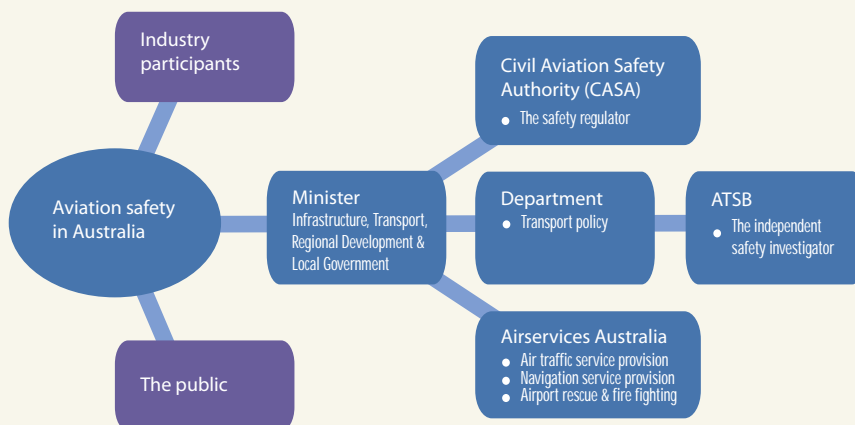 Industry
participants
Aviation safety
in Australia
The public
Minister
Infrastructure, Transport,
Regional Development &
Local Government
Civil Aviation Safety
Authority (CASA)
• The safety regulator
Department
• Transport policy
ATSB
• The independent
safety investigator
Airservices Australia
• Air traffic service provision
• Navigation service provision
• Airport rescue & fire fighting